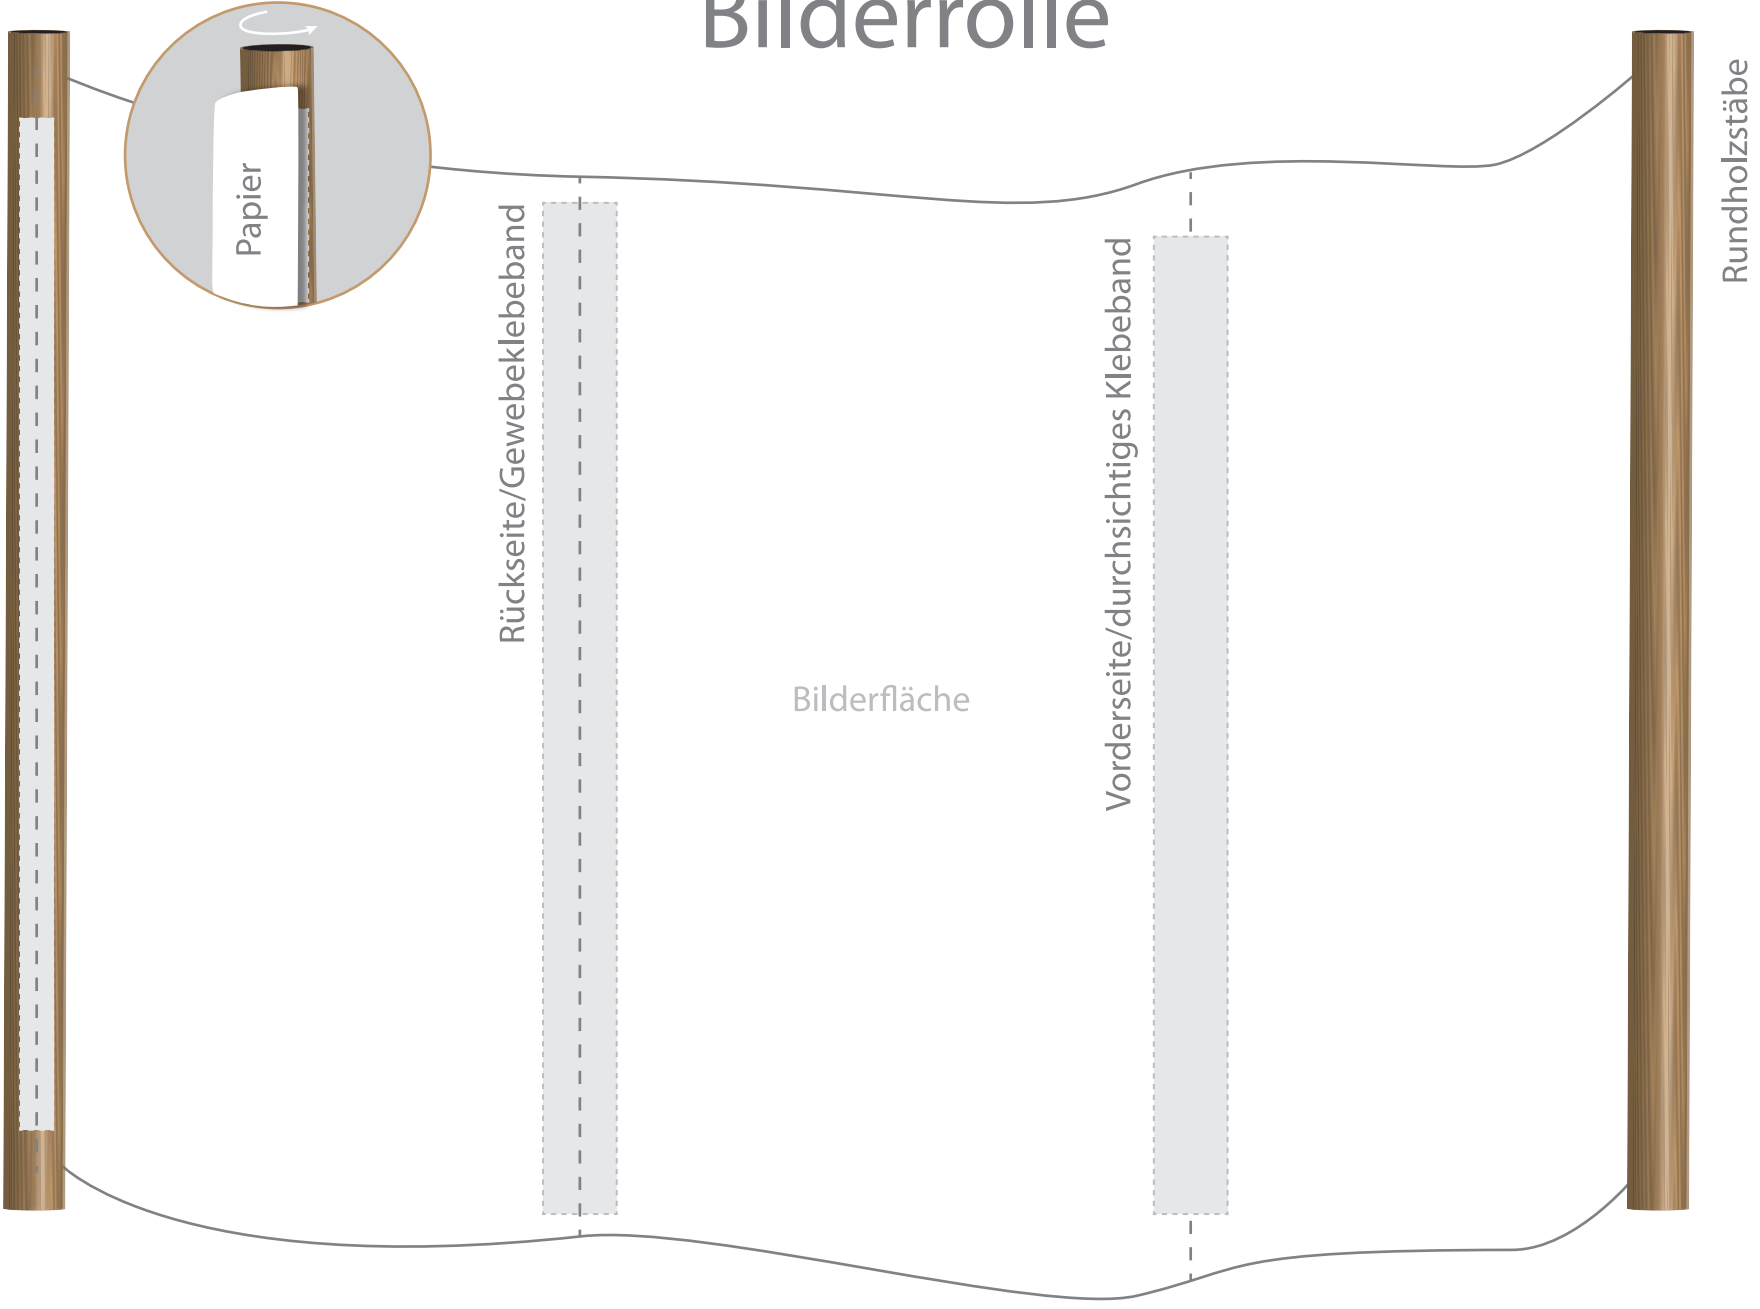 Bilderrolle
Papier
Rundholzstäbe
Rückseite/Gewebeklebeband
Vorderseite/durchsichtiges Klebeband
Bilderfläche